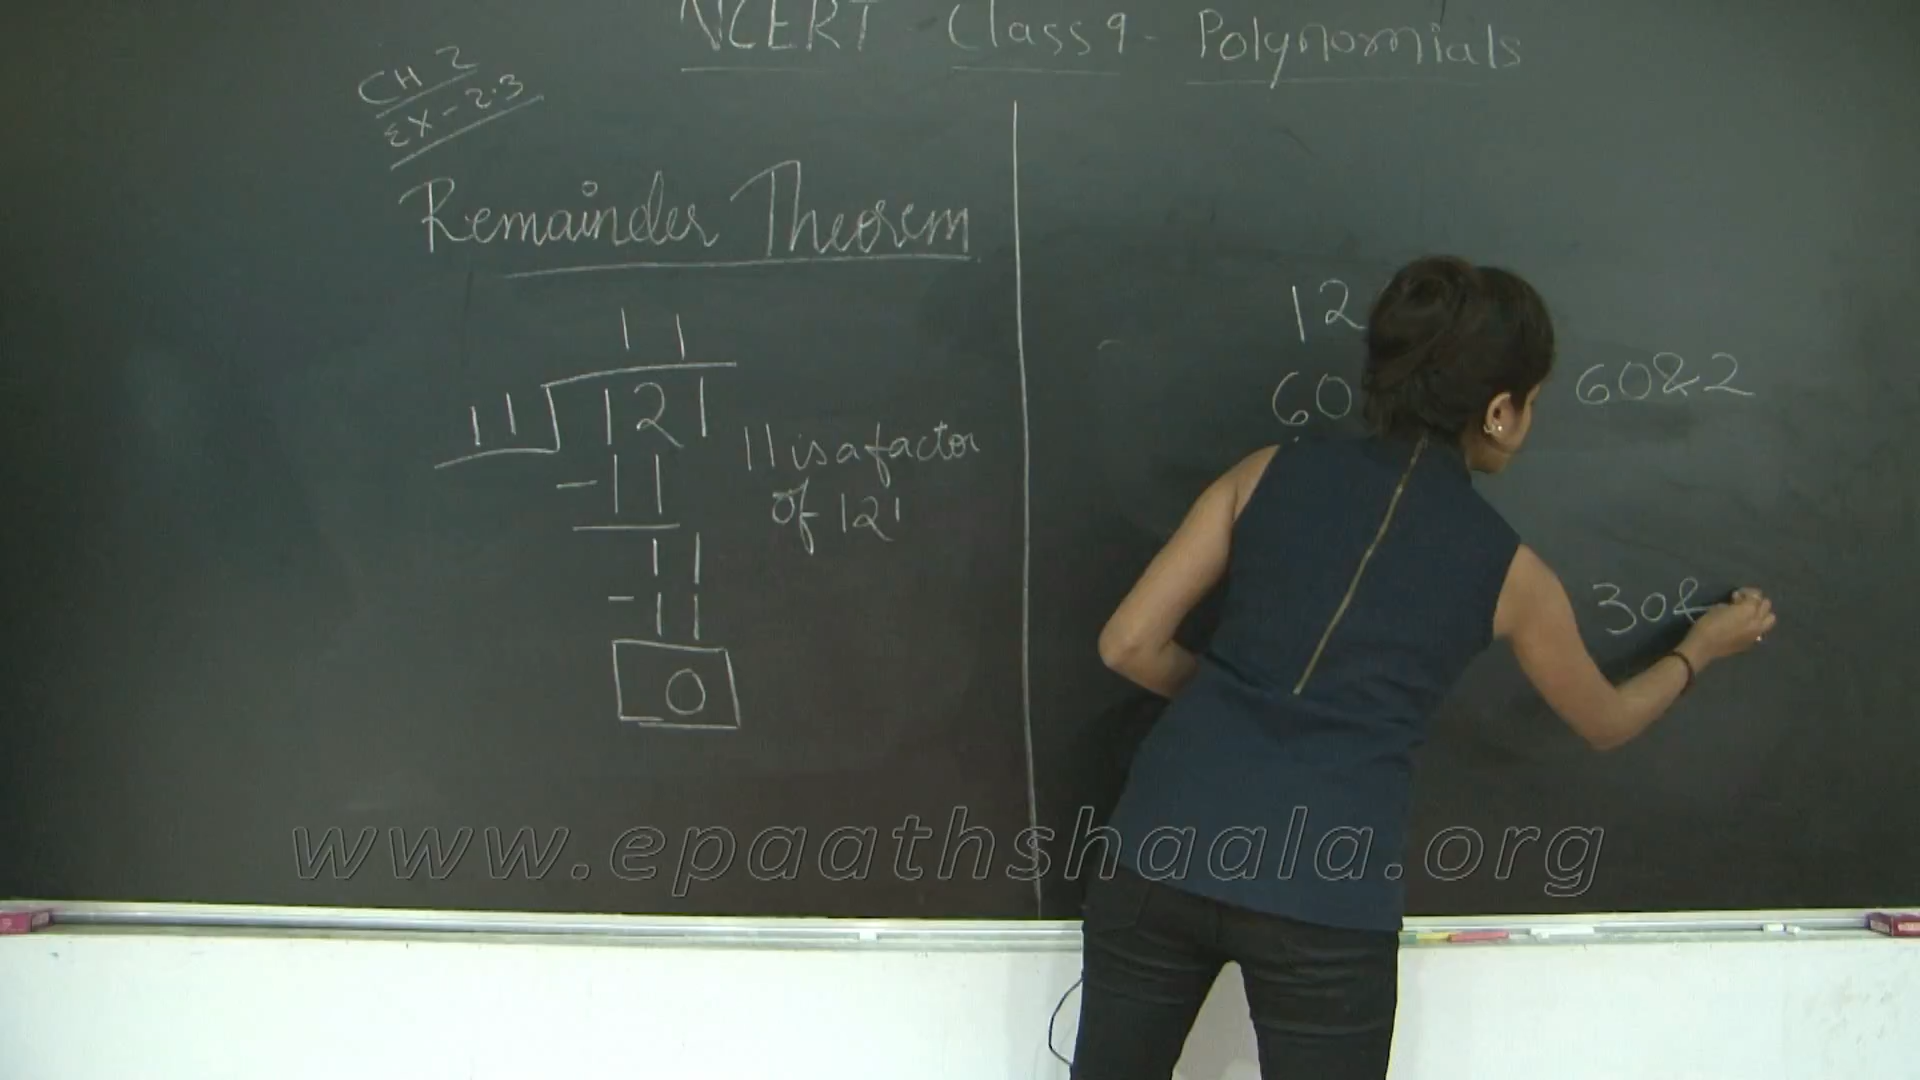 NCERT - Class 9 - Polynomials
CH 2
EX - 2.3
Remainder Theorem
11
11 121
-11
11
-11
0
11 is a factor
of 121
12
60
60 & 2
30 &
www.epaathshaala.org